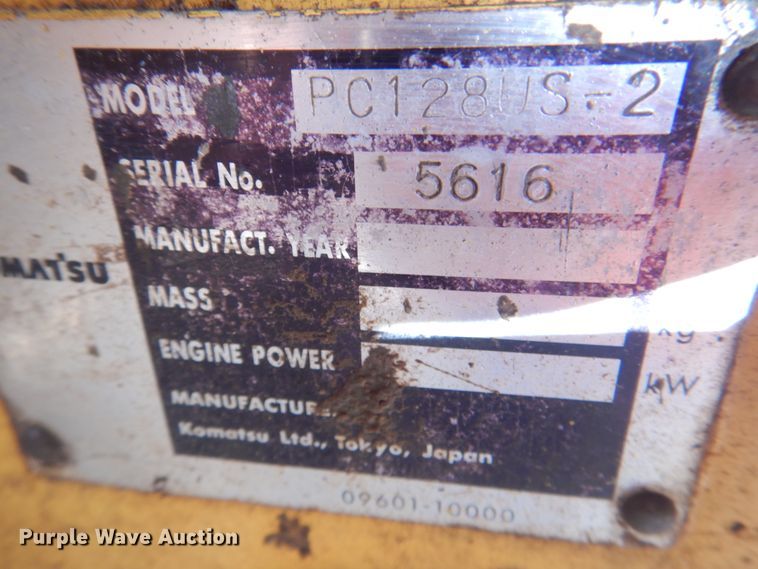 MODEL PC128US-2
SERIAL No. 5616
MANUFACT. YEAR
MATSU
MASS kg
ENGINE POWER kW
MANUFACTURE
Komatsu Ltd., Tokyo, Japan
09601-10000
Purple Wave Auction